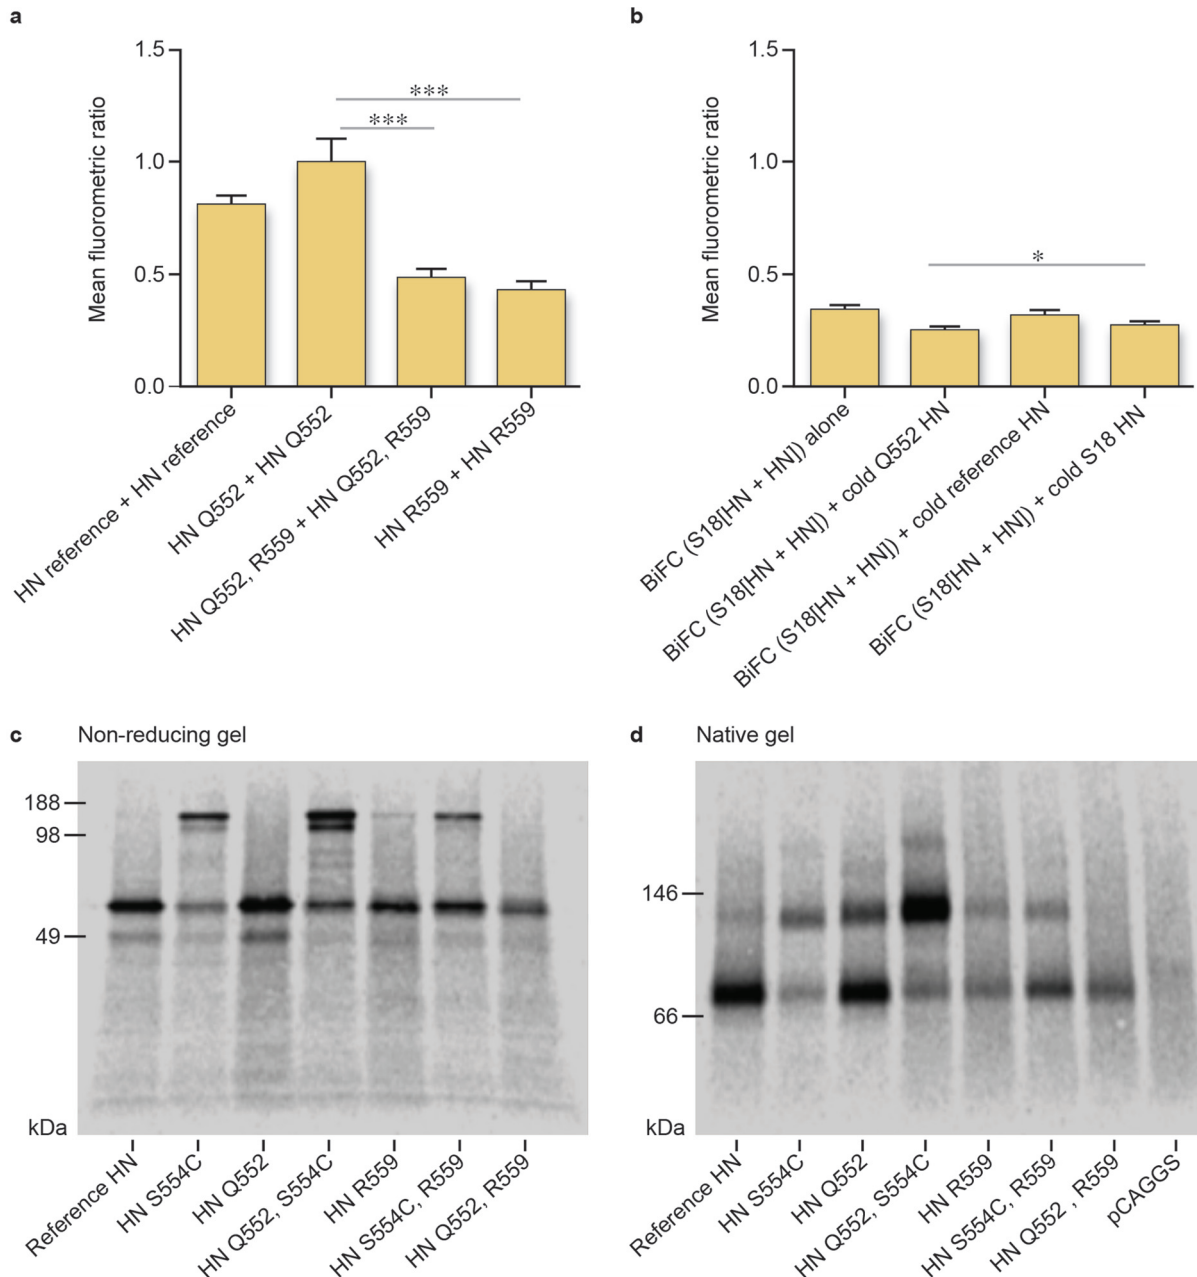 a
1.5
1.0
0.5
0.0
Mean fluorometric ratio
***
***
HN reference + HN reference
HN Q552 + HN Q552
HN Q552, R559 + HN Q552, R559
HN R559 + HN R559
b
1.5
1.0
0.5
0.0
Mean fluorometric ratio
*
BiFC (S18[HN + HN]) alone
BiFC (S18[HN + HN]) + cold Q552 HN
BiFC (S18[HN + HN]) + cold reference HN
BiFC (S18[HN + HN]) + cold S18 HN
c Non-reducing gel
188
98
49
kDa
Reference HN
HN S554C
HN Q552
HN Q552, S554C
HN R559
HN S554C, R559
HN Q552, R559
d Native gel
146
66
kDa
Reference HN
HN S554C
HN Q552
HN Q552, S554C
HN R559
HN S554C, R559
HN Q552 , R559
pCAGGS